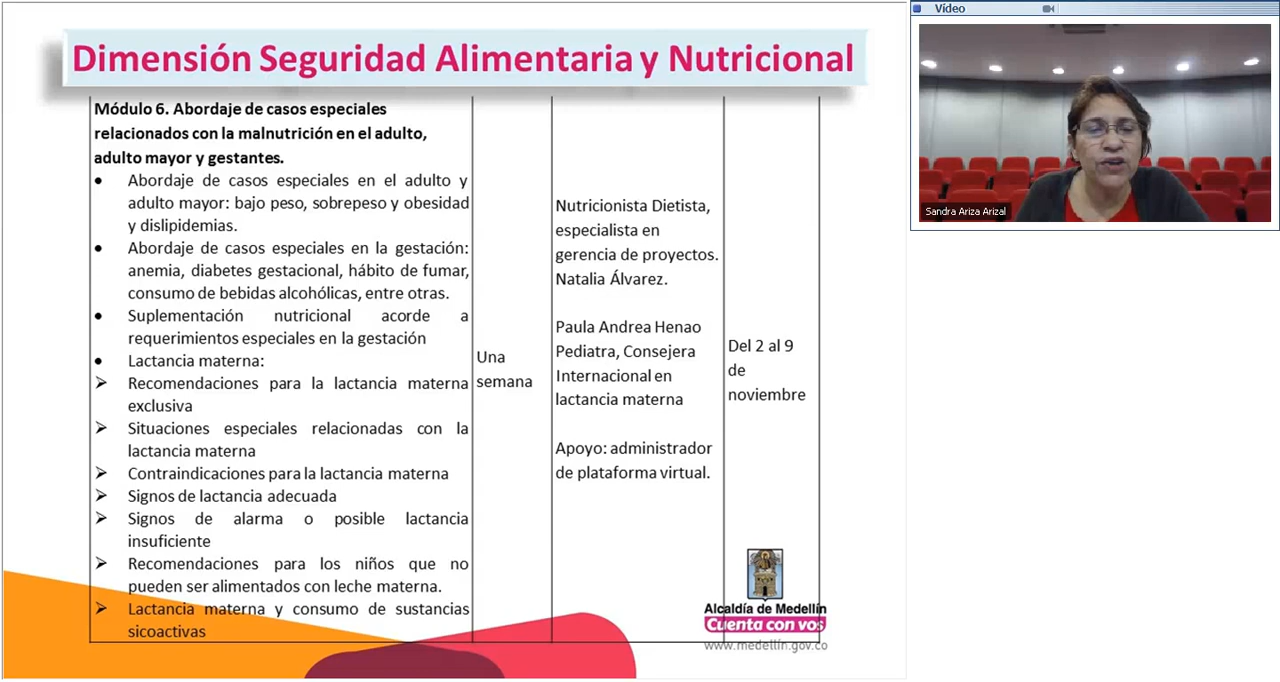 Dimensión Seguridad Alimentaria y Nutricional
Módulo 6. Abordaje de casos especiales
relacionados con la malnutrición en el adulto,
adulto mayor y gestantes.
• Abordaje de casos especiales en el adulto y
adulto mayor: bajo peso, sobrepeso y obesidad
y dislipidemias.
• Abordaje de casos especiales en la gestación:
anemia, diabetes gestacional, hábito de fumar,
consumo de bebidas alcohólicas, entre otras.
• Suplementación nutricional acorde a
requerimientos especiales en la gestación
• Lactancia materna:
➢ Recomendaciones para la lactancia materna
exclusiva
➢ Situaciones especiales relacionadas con la
lactancia materna
➢ Contraindicaciones para la lactancia materna
➢ Signos de lactancia adecuada
➢ Signos de alarma o posible lactancia
insuficiente
➢ Recomendaciones para los niños que no
pueden ser alimentados con leche materna.
➢ Lactancia materna y consumo de sustancias
sicoactivas
Una
semana
Nutricionista Dietista,
especialista en
gerencia de proyectos.
Natalia Álvarez.
Paula Andrea Henao
Pediatra, Consejera
Internacional en
lactancia materna
Apoyo: administrador
de plataforma virtual.
Del 2 al 9
de
noviembre
Alcaldía de Medellín
Cuenta con vos
www.medellin.gov.co
Vídeo
Sandra Ariza Arizal